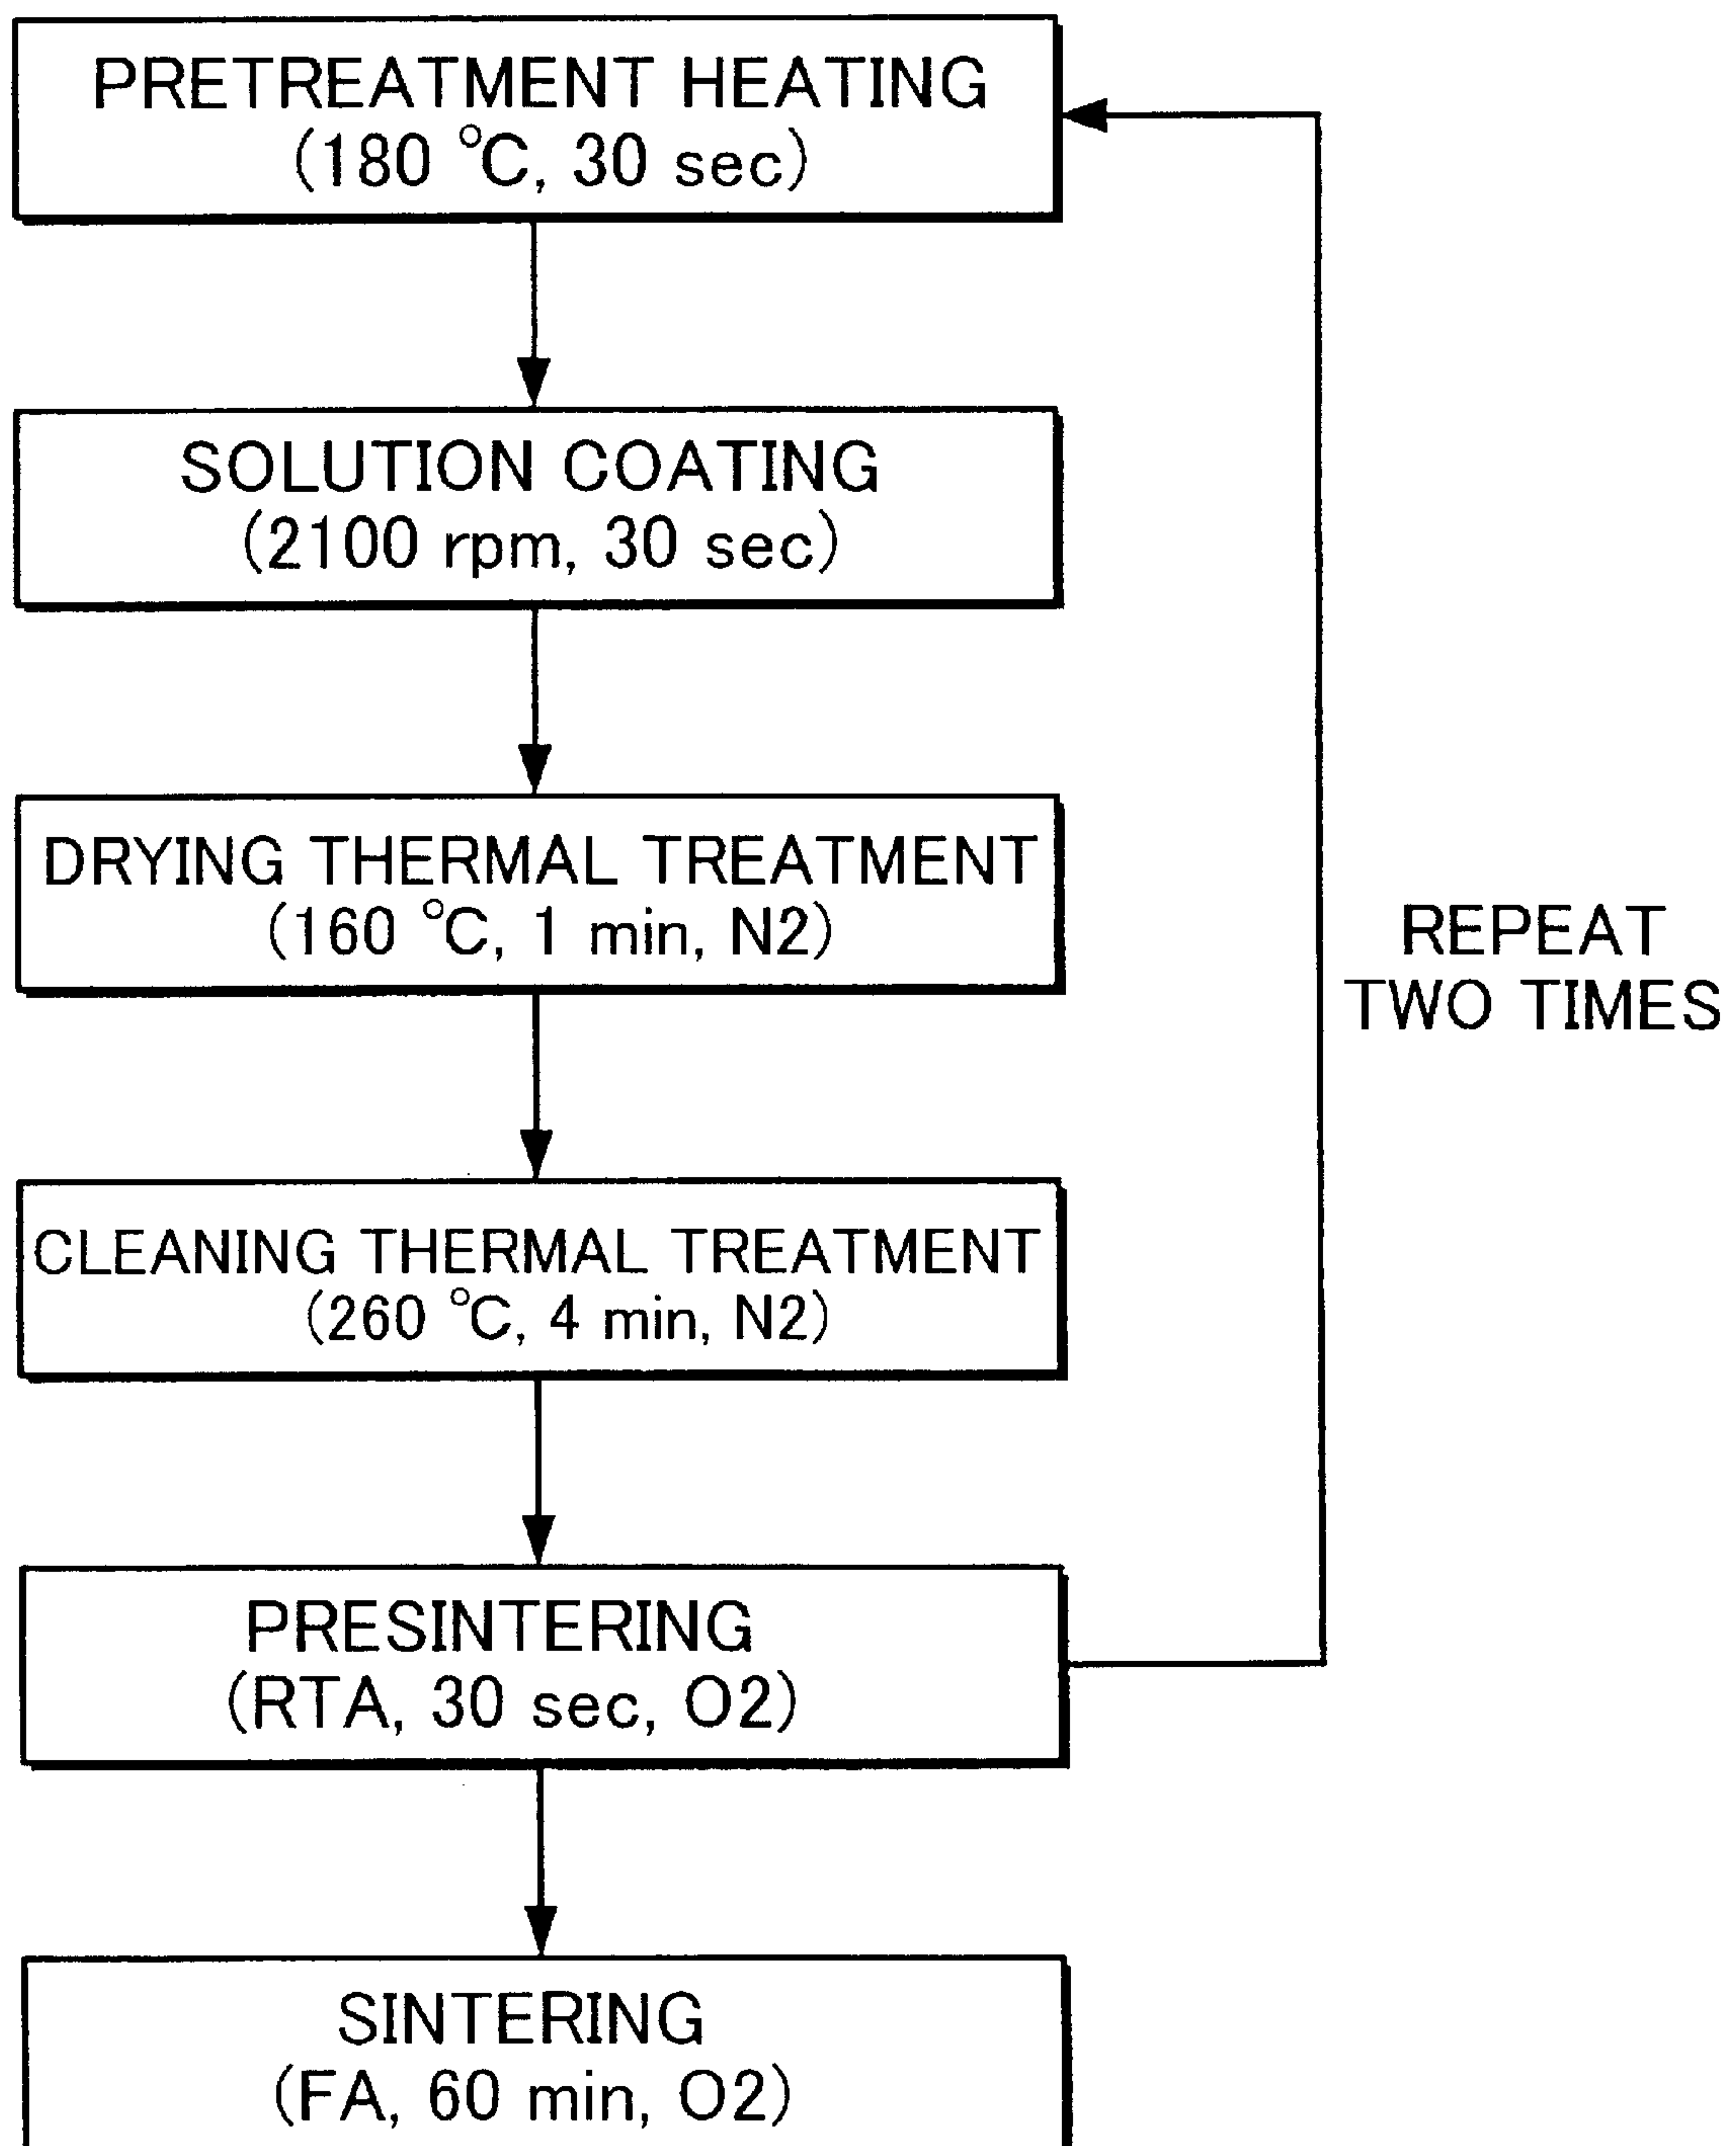 PRETREATMENT HEATING
(180 °C, 30 sec)
SOLUTION COATING
(2100 rpm, 30 sec)
DRYING THERMAL TREATMENT
(160 °C, 1 min, N2)
REPEAT
TWO TIMES
CLEANING THERMAL TREATMENT
(260 °C, 4 min, N2)
PRESINTERING
(RTA, 30 sec, O2)
SINTERING
(FA, 60 min, O2)